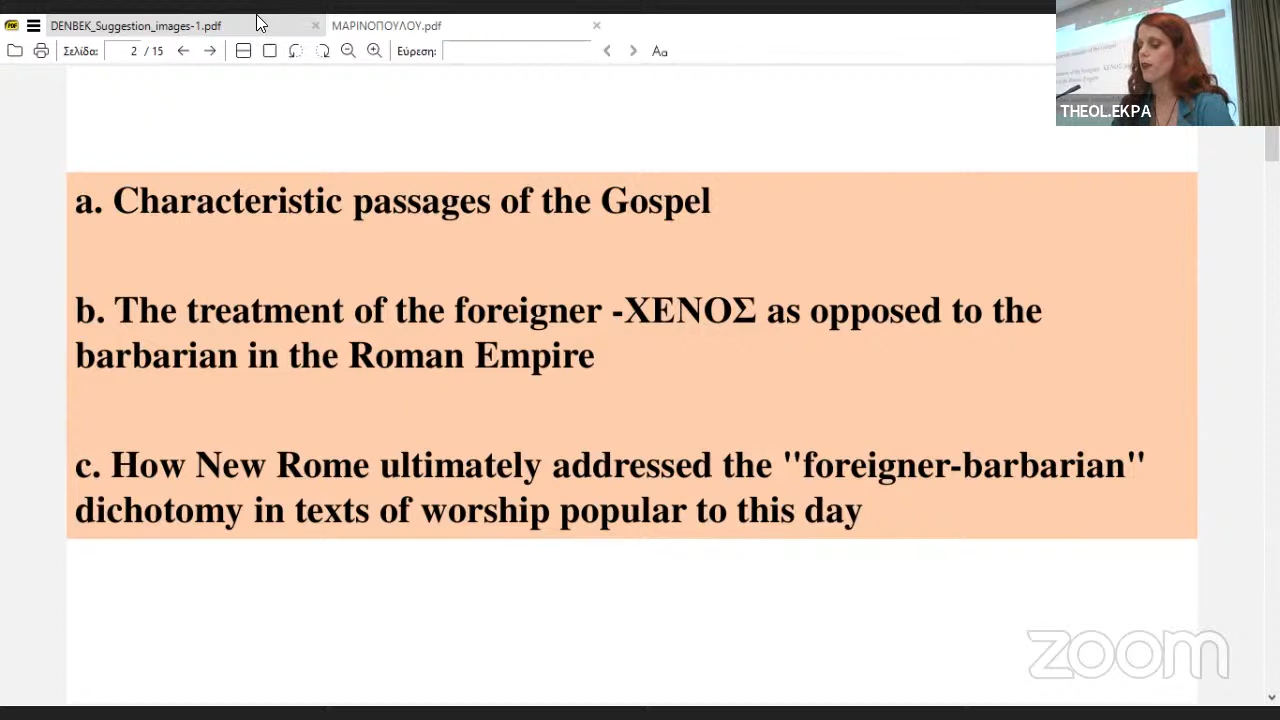 DENBEK_Suggestion_images-1.pdf
ΜΑΡΙΝΟΠΟΥΛΟΥ.pdf
Σελίδα: 2 / 15
Εύρεση:
Aa
THEOL.EKPA
a. Characteristic passages of the Gospel
b. The treatment of the foreigner -ΧΕΝΟΣ as opposed to the
barbarian in the Roman Empire
c. How New Rome ultimately addressed the "foreigner-barbarian"
dichotomy in texts of worship popular to this day
zoom